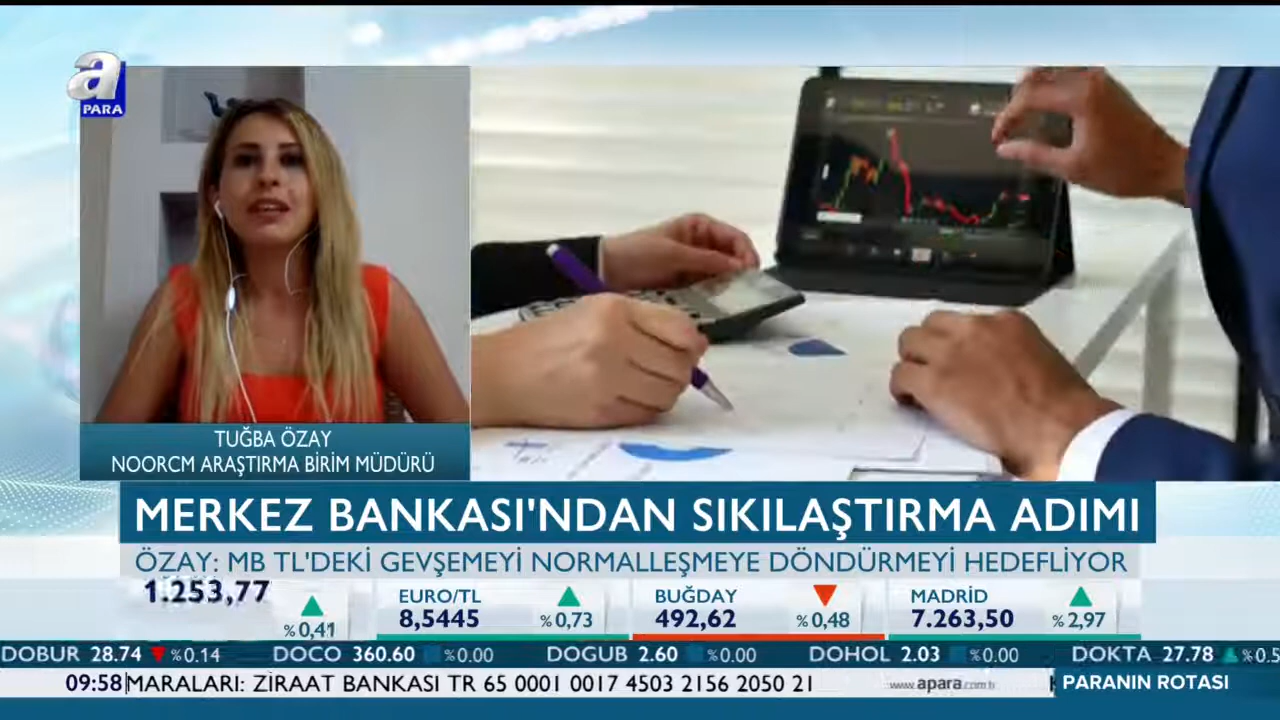 a
PARA
TUĞBA ÖZAY
NOORCM ARAŞTIRMA BİRİM MÜDÜRÜ
MERKEZ BANKASI'NDAN SIKILAŞTIRMA ADIMI
ÖZAY: MB TL'DEKİ GEVŞEMEYİ NORMALLEŞMEYE DÖNDÜRMEYİ HEDEFLİYOR
1.253,77 %0,41
EURO/TL 8,5445 %0,73
BUĞDAY 492,62 %0,48
MADRİD 7.263,50 %2,97
DOBUR 28.74 %0.14 DOCO 360.60 %0.00 DOGUB 2.60 %0.00 DOHOL 2.03 %0.00 DOKTA 27.78 %0.5
09:58 MARALARI: ZİRAAT BANKASI TR 65 0001 0017 4503 2156 2050 21 www.apara.com.tr PARANIN ROTASI